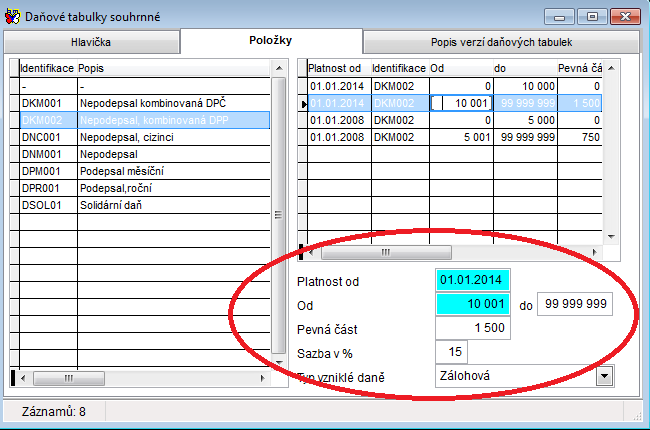 Daňové tabulky souhrnné
Hlavička Položky Popis verzí daňových tabulek
Identifikace Popis
- -
DKM001 Nepodepsal kombinovaná DPČ
DKM002 Nepodepsal, kombinovaná DPP
DNC001 Nepodepsal, cizinci
DNM001 Nepodepsal
DPM001 Podepsal měsíční
DPR001 Podepsal,roční
DSOL01 Solidární daň
Platnost od Identifikace Od do Pevná čá
01.01.2014 DKM002 0 10 000 0
01.01.2014 DKM002 10 001 99 999 999 1 500
01.01.2008 DKM002 0 5 000 0
01.01.2008 DKM002 5 001 99 999 999 750
Platnost od 01.01.2014
Od 10 001 do 99 999 999
Pevná část 1 500
Sazba v % 15
Typ vzniklé daně Zálohová
Záznamů: 8